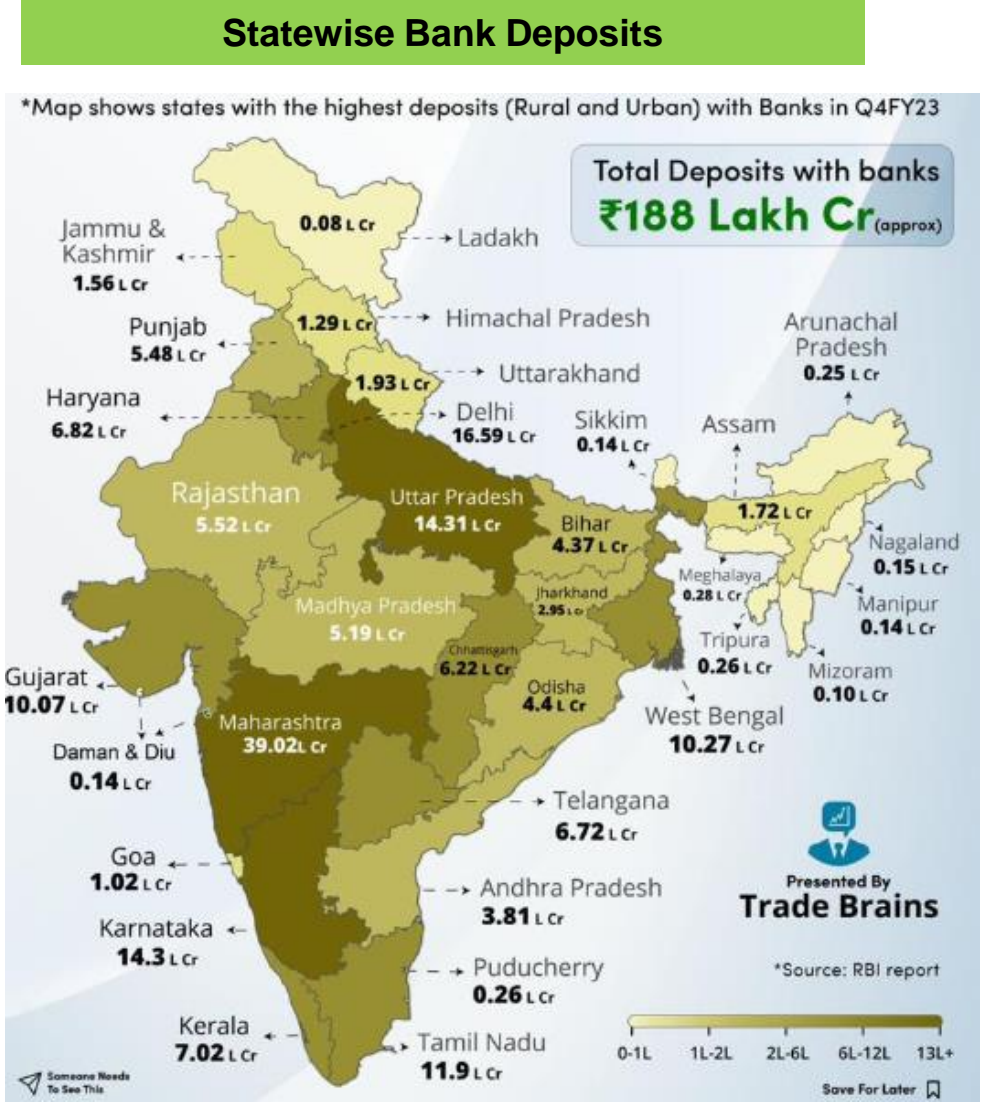 Statewise Bank Deposits
*Map shows states with the highest deposits (Rural and Urban) with Banks in Q4FY23
Total Deposits with banks
₹188 Lakh Cr(approx)
0.08 L Cr
Ladakh
Jammu &
Kashmir
1.56 L Cr
1.29 L Cr
Himachal Pradesh
Punjab
5.48 L Cr
1.93 L Cr
Uttarakhand
Arunachal
Pradesh
0.25 L Cr
Haryana
6.82 L Cr
Delhi
16.59 L Cr
Sikkim
0.14 L Cr
Assam
1.72 L Cr
Rajasthan
5.52 L Cr
Uttar Pradesh
14.31 L Cr
Bihar
4.37 L Cr
Nagaland
0.15 L Cr
Meghalaya
0.28 L Cr
Manipur
0.14 L Cr
Jharkhand
2.95 L Cr
Madhya Pradesh
5.19 L Cr
Tripura
0.26 L Cr
Mizoram
0.10 L Cr
Chhattisgarh
6.22 L Cr
Gujarat
10.07 L Cr
Odisha
4.4 L Cr
West Bengal
10.27 L Cr
Maharashtra
39.02L Cr
Daman & Diu
0.14 L Cr
Telangana
6.72 L Cr
Goa
1.02 L Cr
Andhra Pradesh
3.81 L Cr
Presented By
Trade Brains
Karnataka
14.3 L Cr
Puducherry
0.26 L Cr
*Source: RBI report
Kerala
7.02 L Cr
Tamil Nadu
11.9 L Cr
0-1L 1L-2L 2L-6L 6L-12L 13L+
Someone Needs
To See This
Save For Later